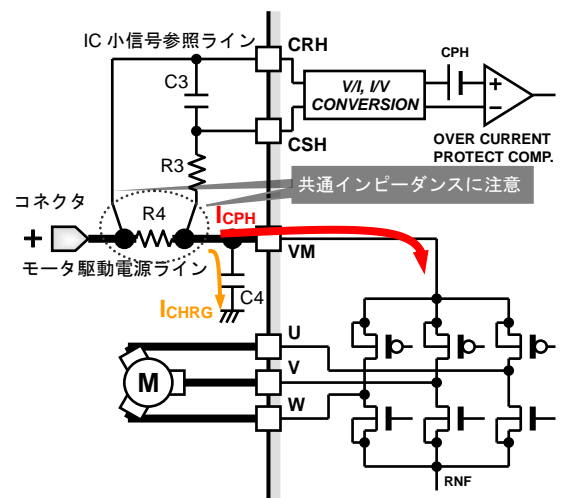 IC 小信号参照ライン
CRH
CPH
C3
V/I, I/V
CONVERSION
+
−
CSH
OVER CURRENT
PROTECT COMP.
R3
共通インピーダンスに注意
コネクタ
R4
ICPH
+
VM
モータ駆動電源ライン
ICHRG
C4
U
M
V
W
RNF